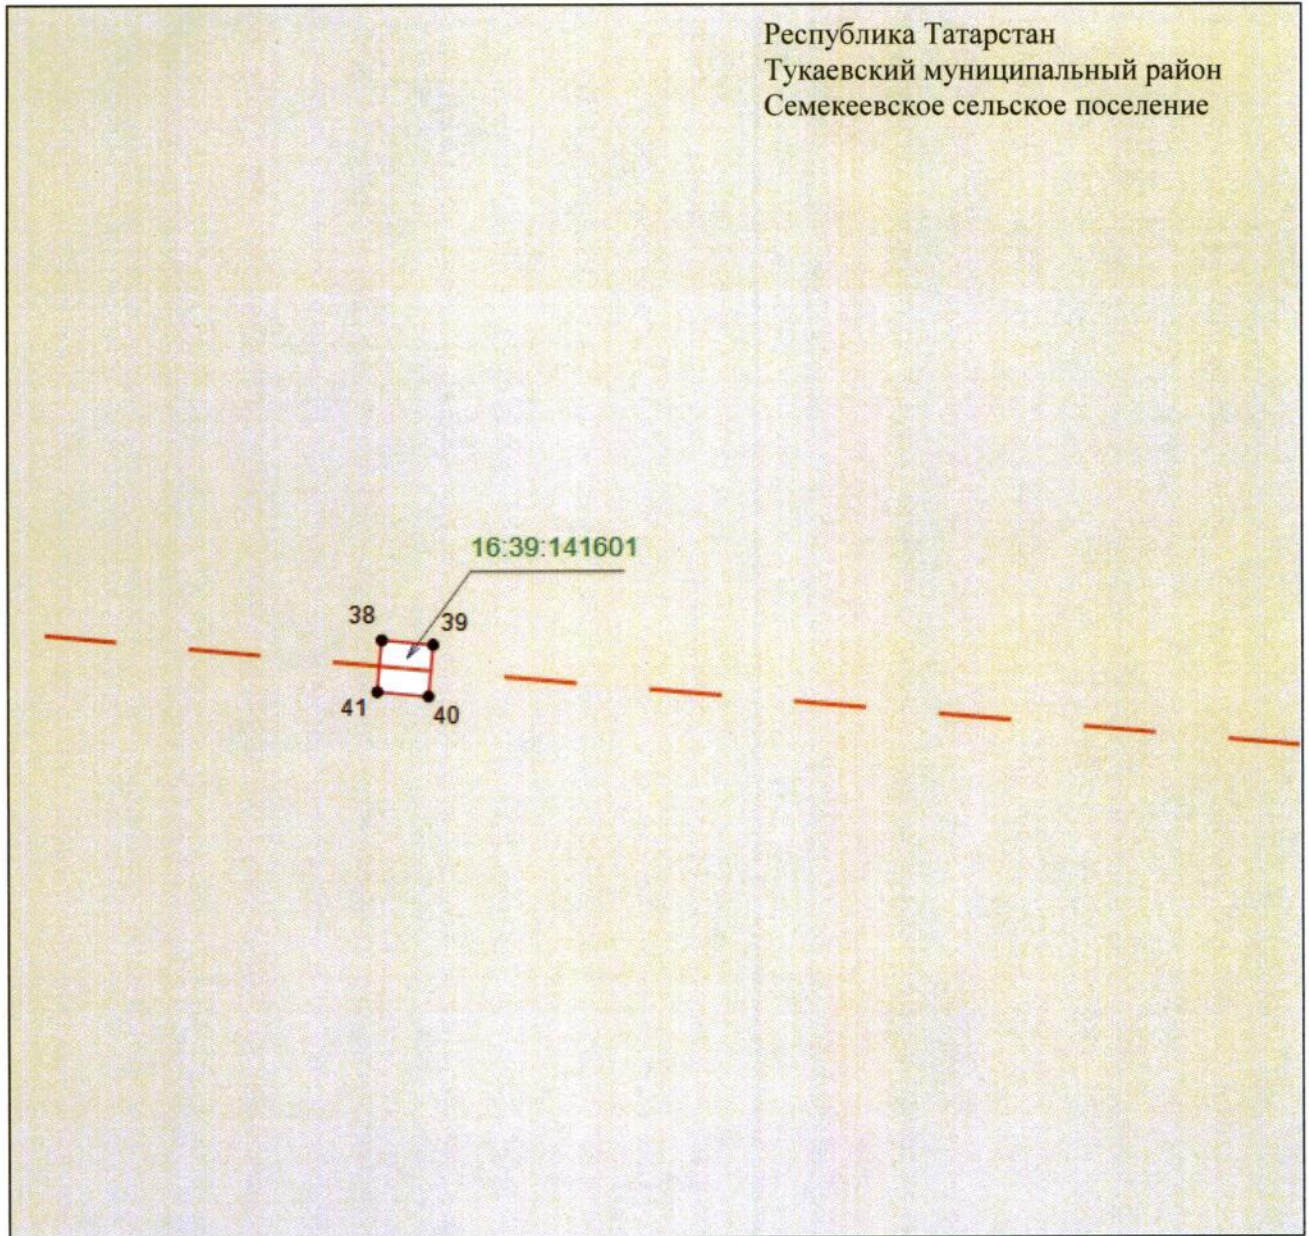 Республика Татарстан
Тукаевский муниципальный район
Семекеевское сельское поселение
16:39:141601
38
39
41
40